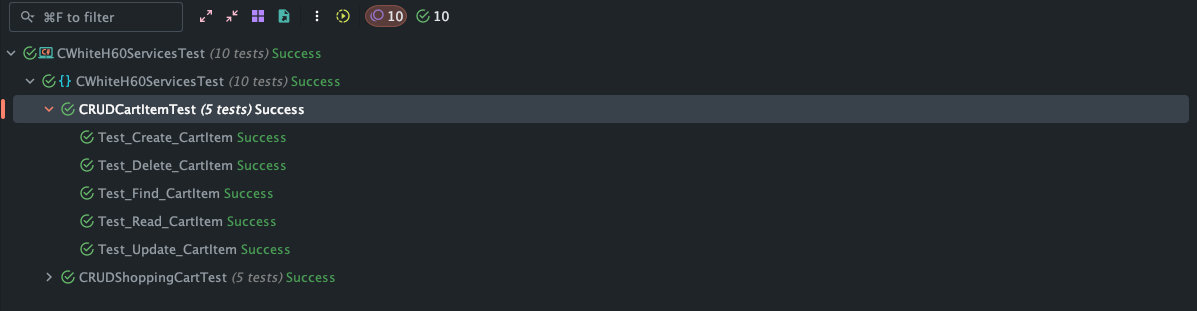 ⌘F to filter 10 10
C# CWhiteH60ServicesTest (10 tests) Success
{} CWhiteH60ServicesTest (10 tests) Success
CRUDCartItemTest (5 tests) Success
Test_Create_CartItem Success
Test_Delete_CartItem Success
Test_Find_CartItem Success
Test_Read_CartItem Success
Test_Update_CartItem Success
CRUDShoppingCartTest (5 tests) Success